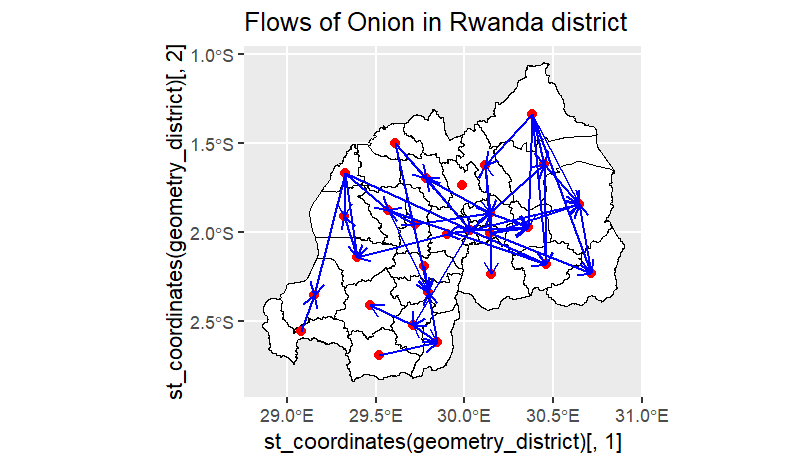 Flows of Onion in Rwanda district
st_coordinates(geometry_district)[, 2]
1.0°S
1.5°S
2.0°S
2.5°S
29.0°E 29.5°E 30.0°E 30.5°E 31.0°E
st_coordinates(geometry_district)[, 1]